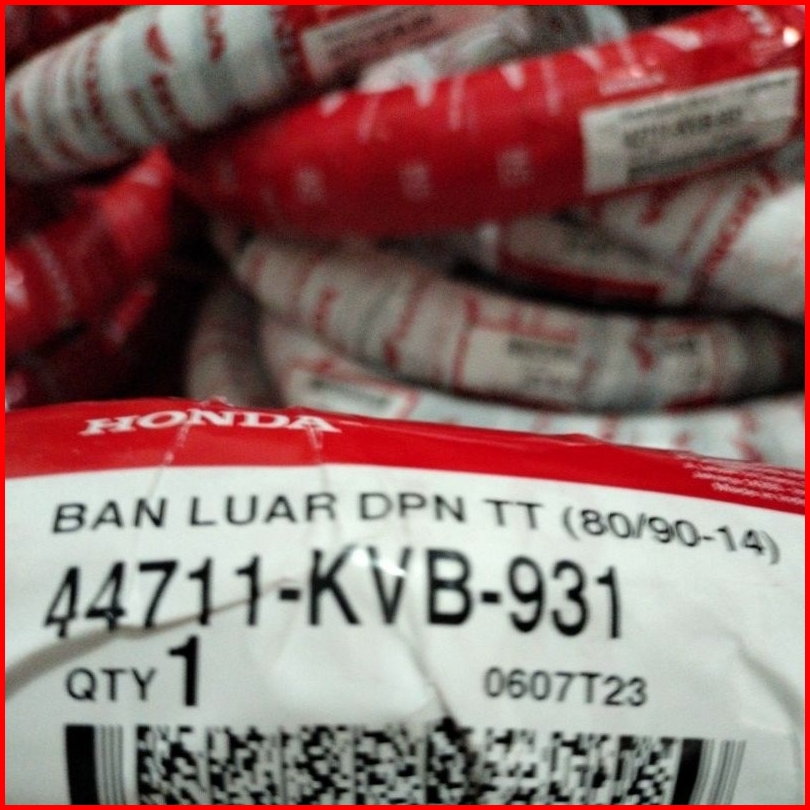 HONDA
BAN LUAR DPN TT (80/90-14)
44711-KVB-931
QTY 1
0607T23